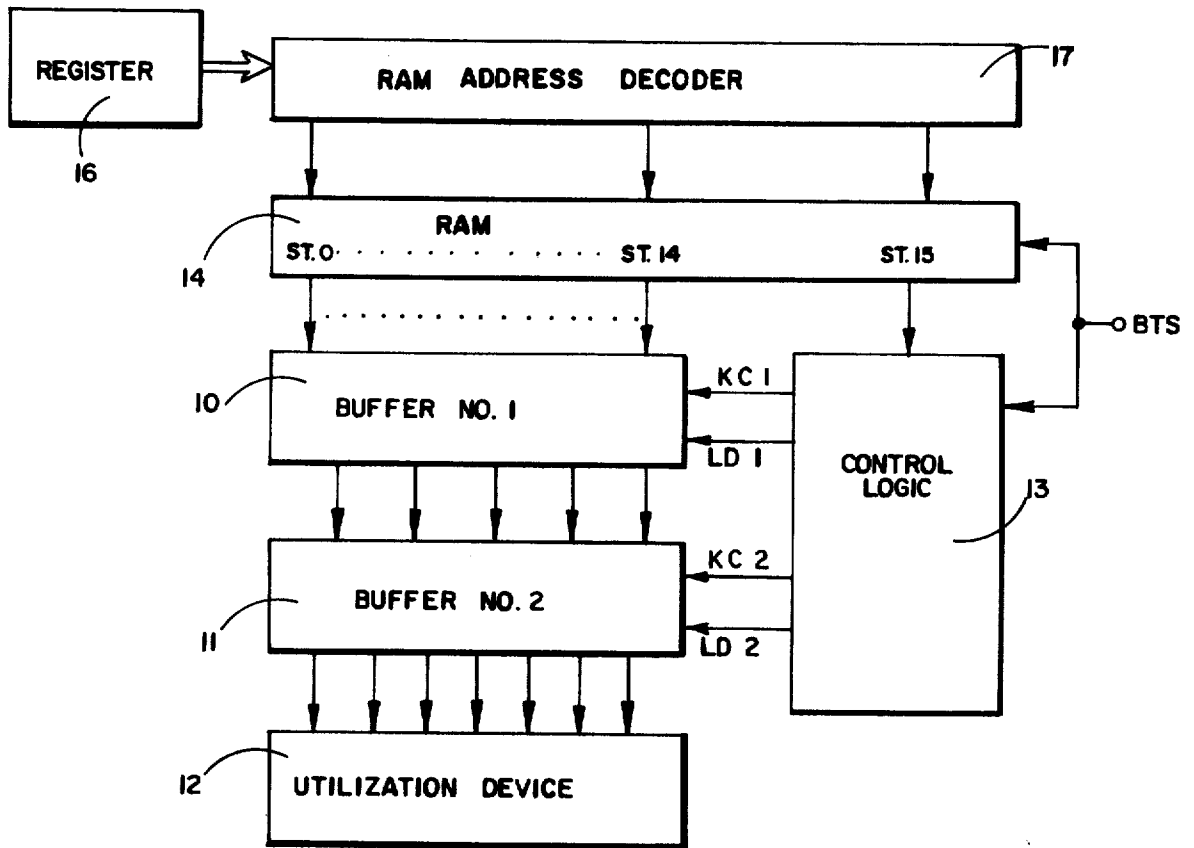 REGISTER
16
RAM ADDRESS DECODER
17
RAM
ST.0 . . . . . . . . . . . . ST.14 ST.15
14
BTS
10
BUFFER NO. 1
KC 1
LD 1
CONTROL
LOGIC
13
BUFFER NO. 2
11
KC 2
LD 2
12
UTILIZATION DEVICE